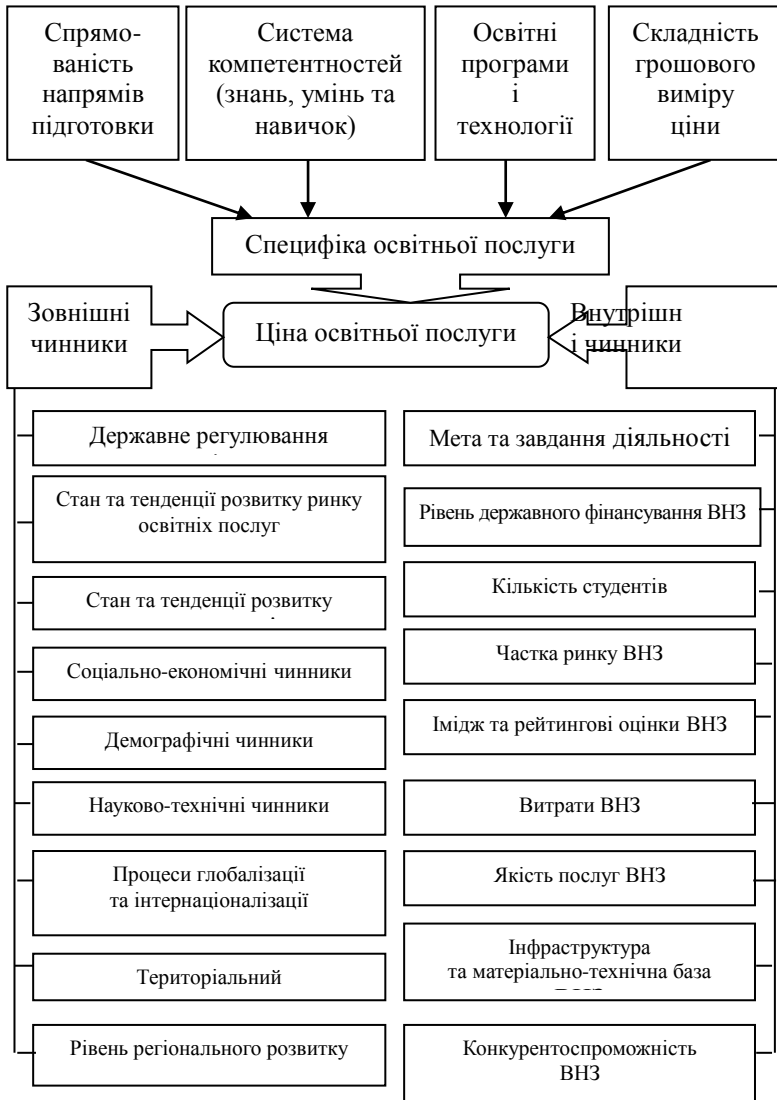 Спрямо-
ваність
напрямів
підготовки
Система
компетентностей
(знань, умінь та
навичок)
Освітні
програми
і
технології
Складність
грошового
виміру
ціни
Специфіка освітньої послуги
Зовнішні
чинники
Ціна освітньої послуги
Внутрішн
і чинники
Державне регулювання
Стан та тенденції розвитку ринку
освітніх послуг
Стан та тенденції розвитку
Соціально-економічні чинники
Демографічні чинники
Науково-технічні чинники
Процеси глобалізації
та інтернаціоналізації
Територіальний
Рівень регіонального розвитку
Мета та завдання діяльності
Рівень державного фінансування ВНЗ
Кількість студентів
Частка ринку ВНЗ
Імідж та рейтингові оцінки ВНЗ
Витрати ВНЗ
Якість послуг ВНЗ
Інфраструктура
та матеріально-технічна база
ВНЗ
Конкурентоспроможність
ВНЗ